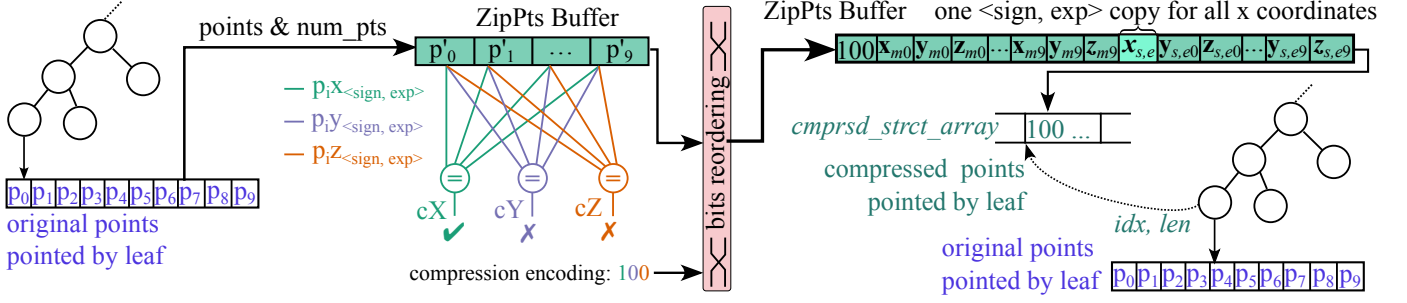 points & num_pts
ZipPts Buffer
p'0 p'1 ... p'9
pix<sign, exp>
piy<sign, exp>
piz<sign, exp>
= = =
cX cY cZ
✔ ✗ ✗
compression encoding: 100
p0 p1 p2 p3 p4 p5 p6 p7 p8 p9
original points
pointed by leaf
bits reordering
ZipPts Buffer
one <sign, exp> copy for all x coordinates
100 xm0 ym0 zm0 ... xm9 ym9 zm9 xs,e ys,e0 zs,e0 ... ys,e9 zs,e9
cmprsd_strct_array
100 ...
compressed points
pointed by leaf
idx, len
original points
pointed by leaf
p0 p1 p2 p3 p4 p5 p6 p7 p8 p9